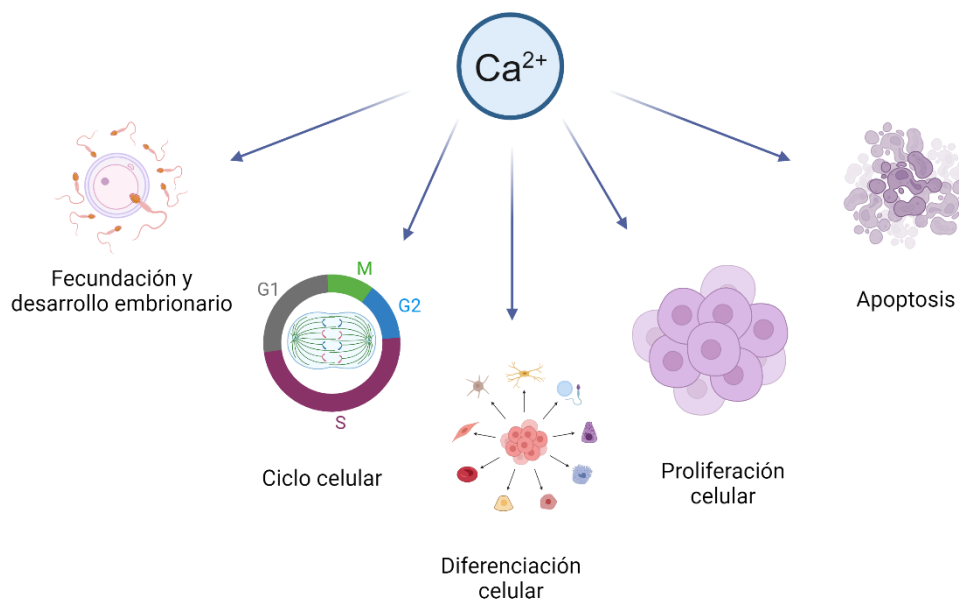 Ca²⁺
Fecundación y
desarrollo embrionario
G1
M
G2
S
Ciclo celular
Diferenciación
celular
Proliferación
celular
Apoptosis